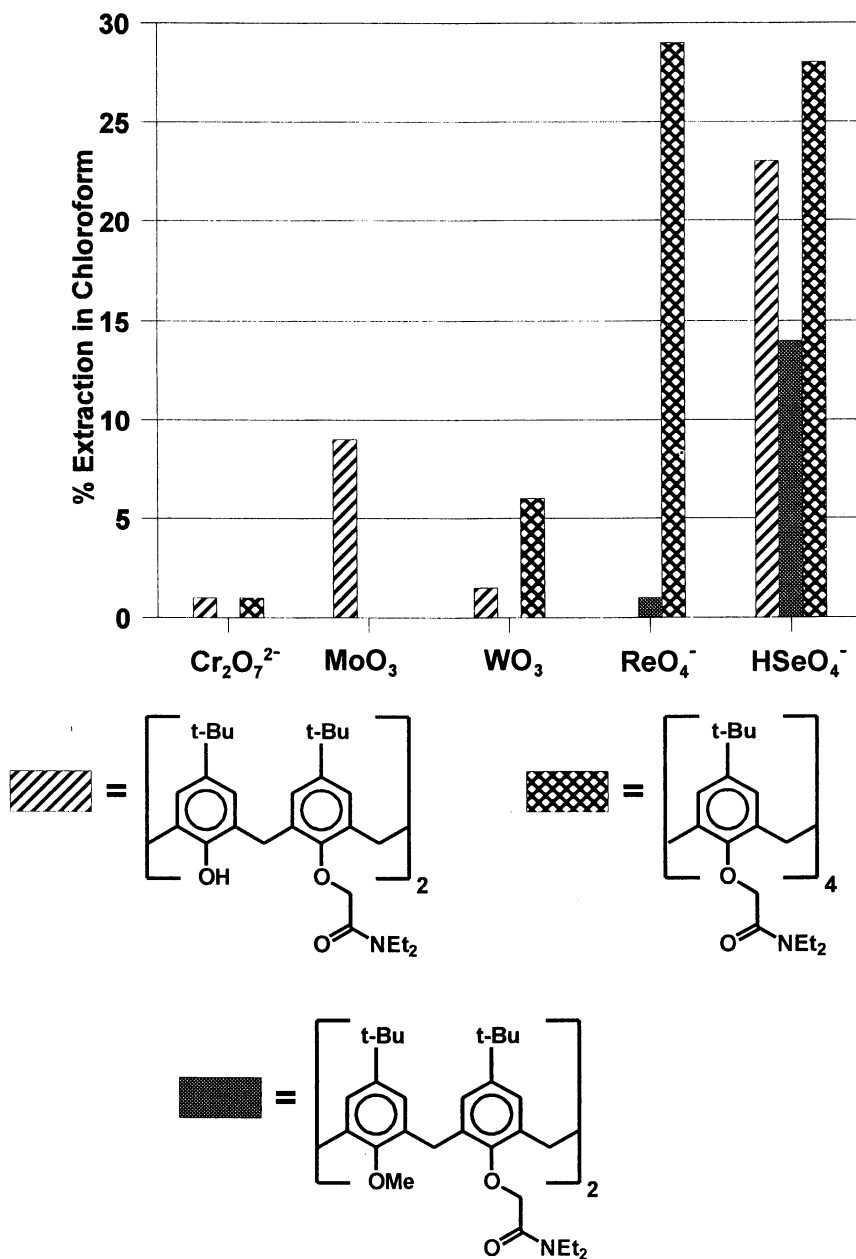 30
25
20
15
10
5
0
% Extraction in Chloroform
Cr₂O₇²⁻ MoO₃ WO₃ ReO₄⁻ HSeO₄⁻
= t-Bu t-Bu OH O O NEt₂ 2
= t-Bu O O NEt₂ 4
= t-Bu t-Bu OMe O O NEt₂ 2